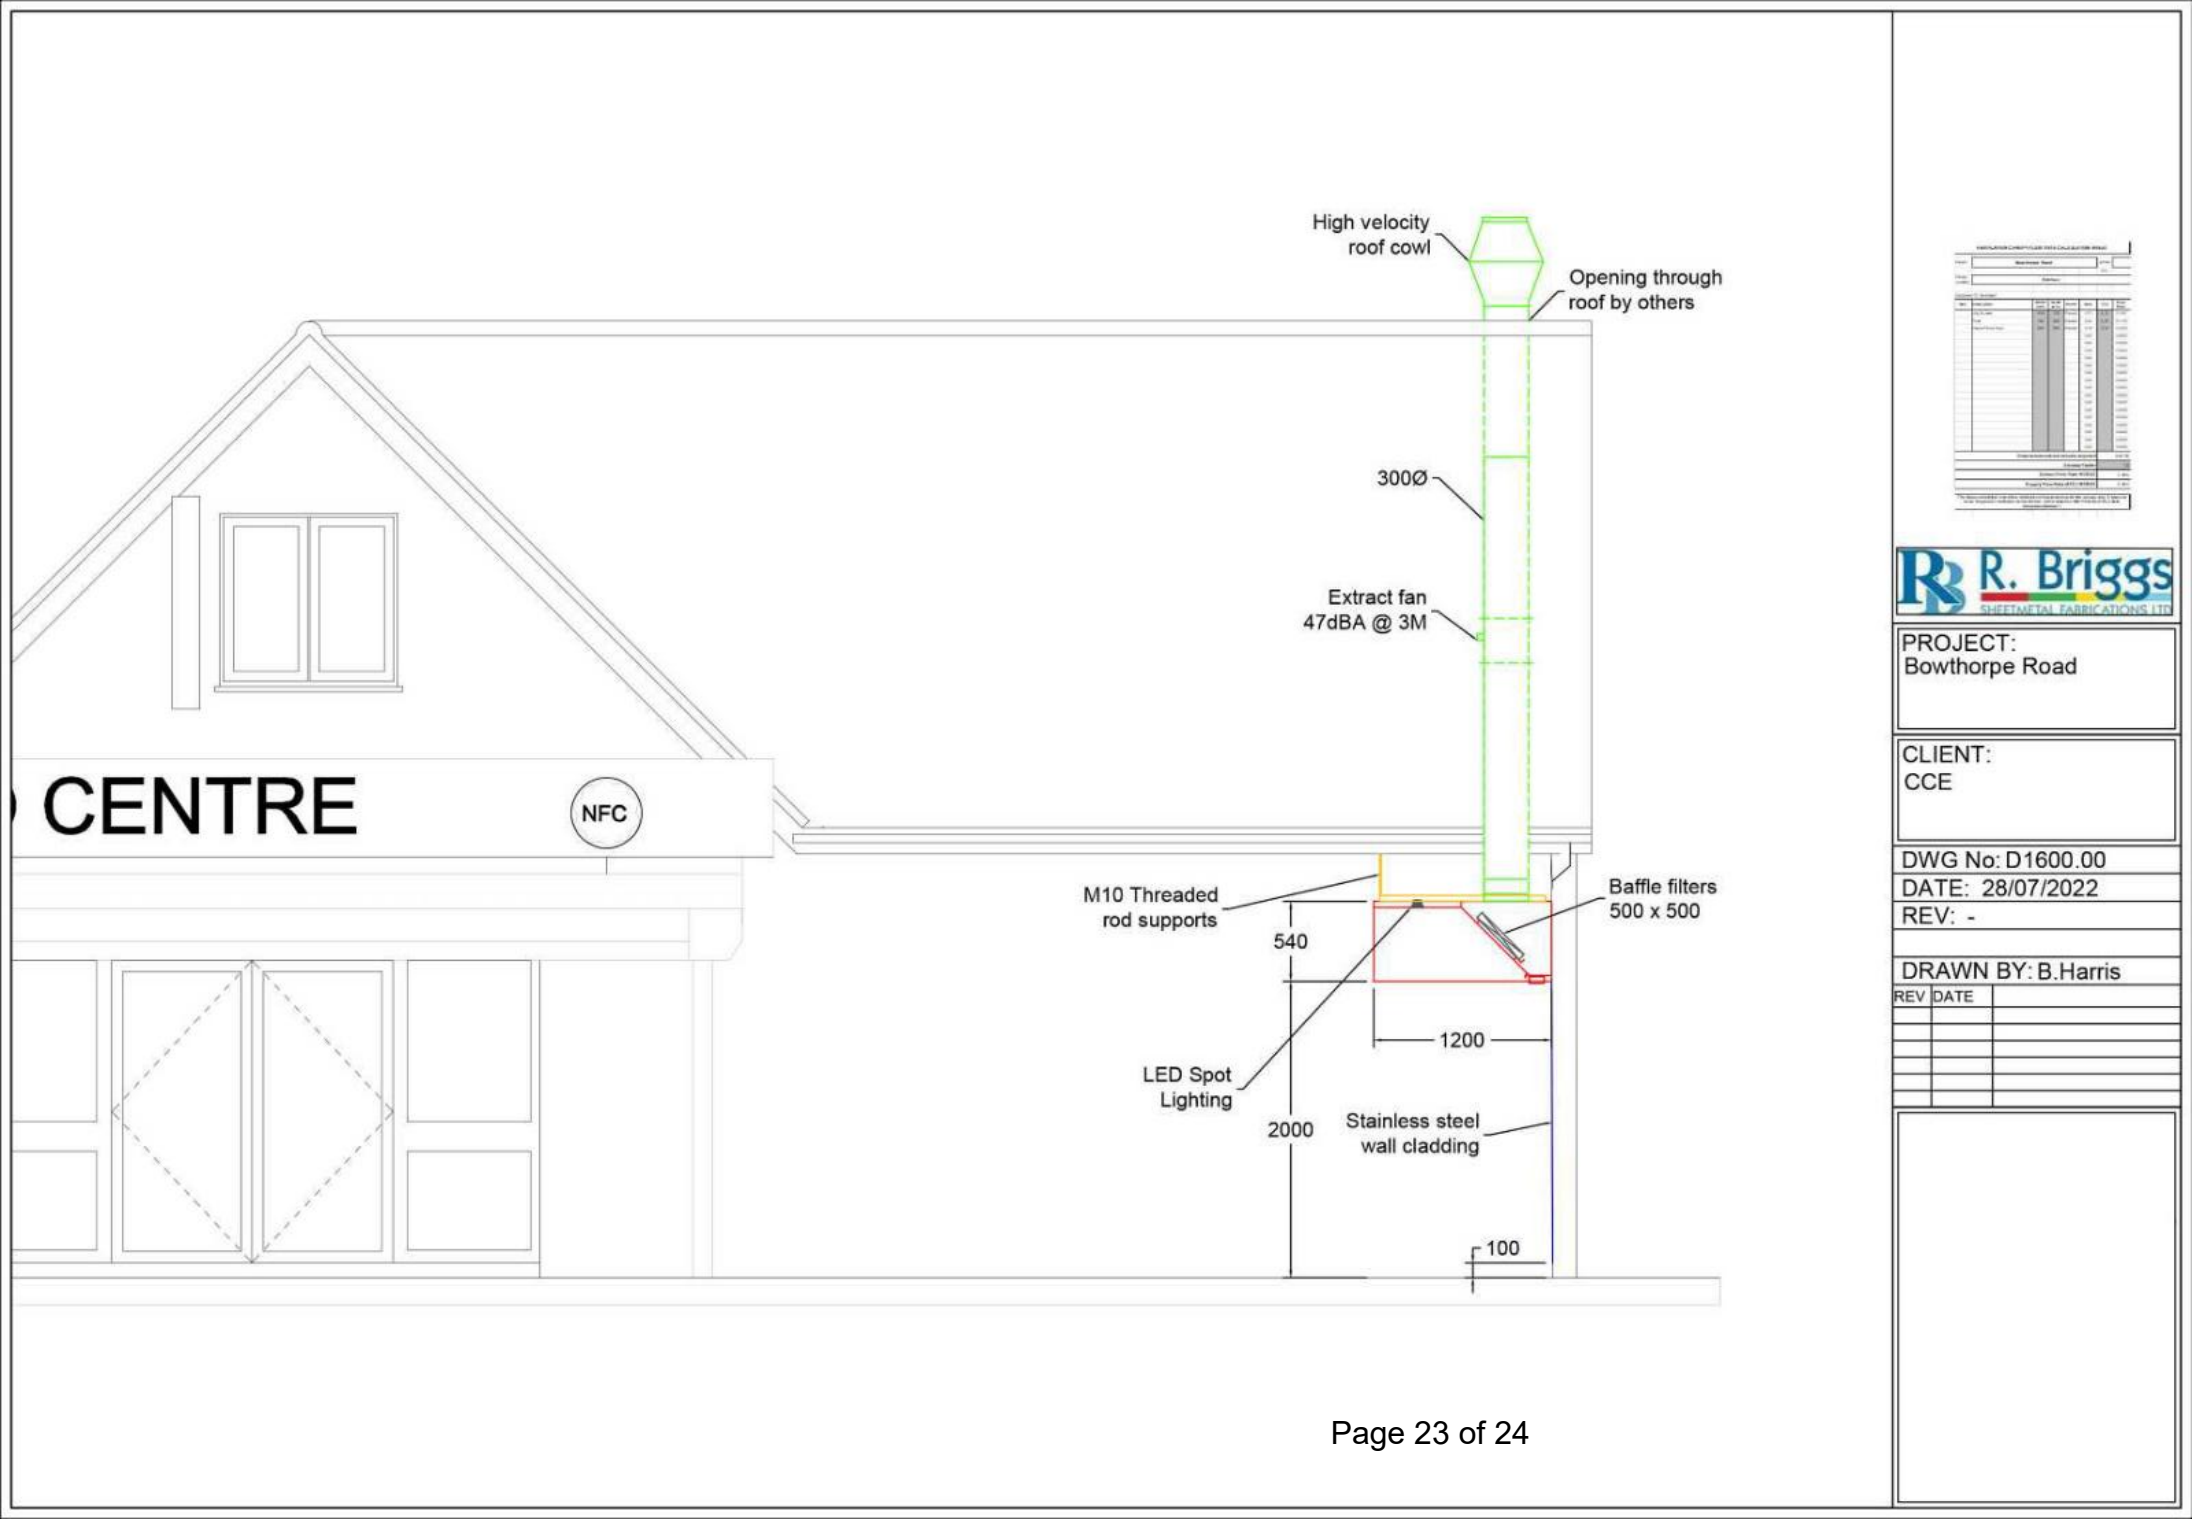 High velocity
roof cowl
Opening through
roof by others
300Ø
Extract fan
47dBA @ 3M
CENTRE
NFC
M10 Threaded
rod supports
Baffle filters
500 x 500
540
1200
LED Spot
Lighting
2000
Stainless steel
wall cladding
100
Page 23 of 24
R. Briggs
SHEETMETAL FABRICATIONS LTD
PROJECT:
Bowthorpe Road
CLIENT:
CCE
DWG No: D1600.00
DATE: 28/07/2022
REV: -
DRAWN BY: B.Harris
REV DATE